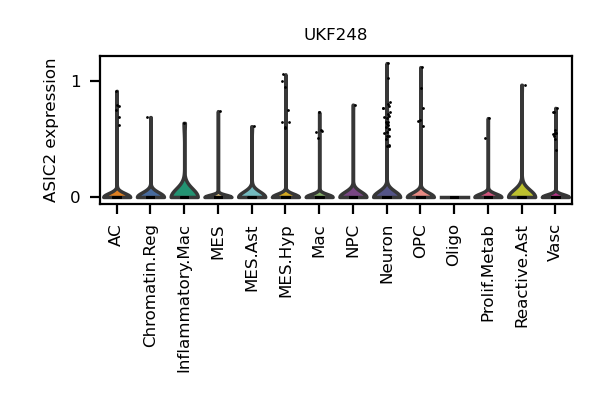 UKF248
ASIC2 expression
1
0
AC
Chromatin.Reg
Inflammatory.Mac
MES
MES.Ast
MES.Hyp
Mac
NPC
Neuron
OPC
Oligo
Prolif.Metab
Reactive.Ast
Vasc